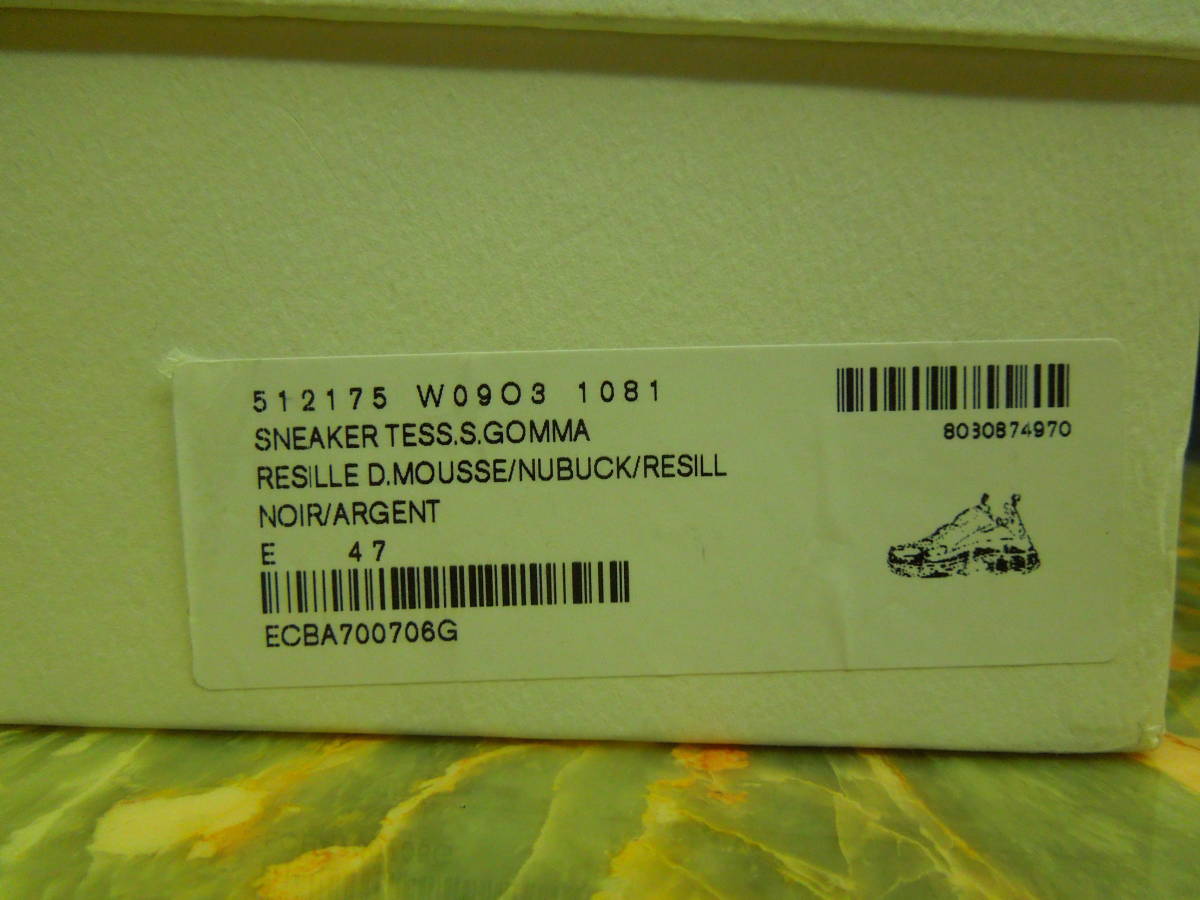 512175 W09O3 1081
SNEAKER TESS.S.GOMMA
RESILLE D.MOUSSE/NUBUCK/RESILL
NOIR/ARGENT
E 47
ECBA700706G
8030874970